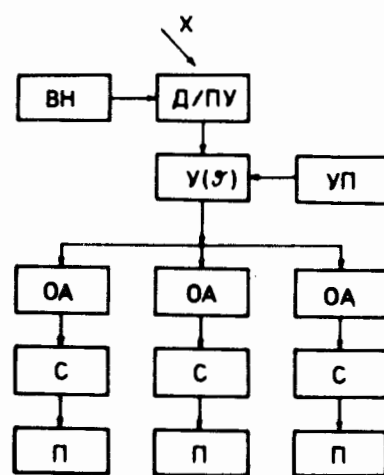 X
ВН Д/ПУ
У(𝒯) УП
ОА ОА ОА
С С С
П П П